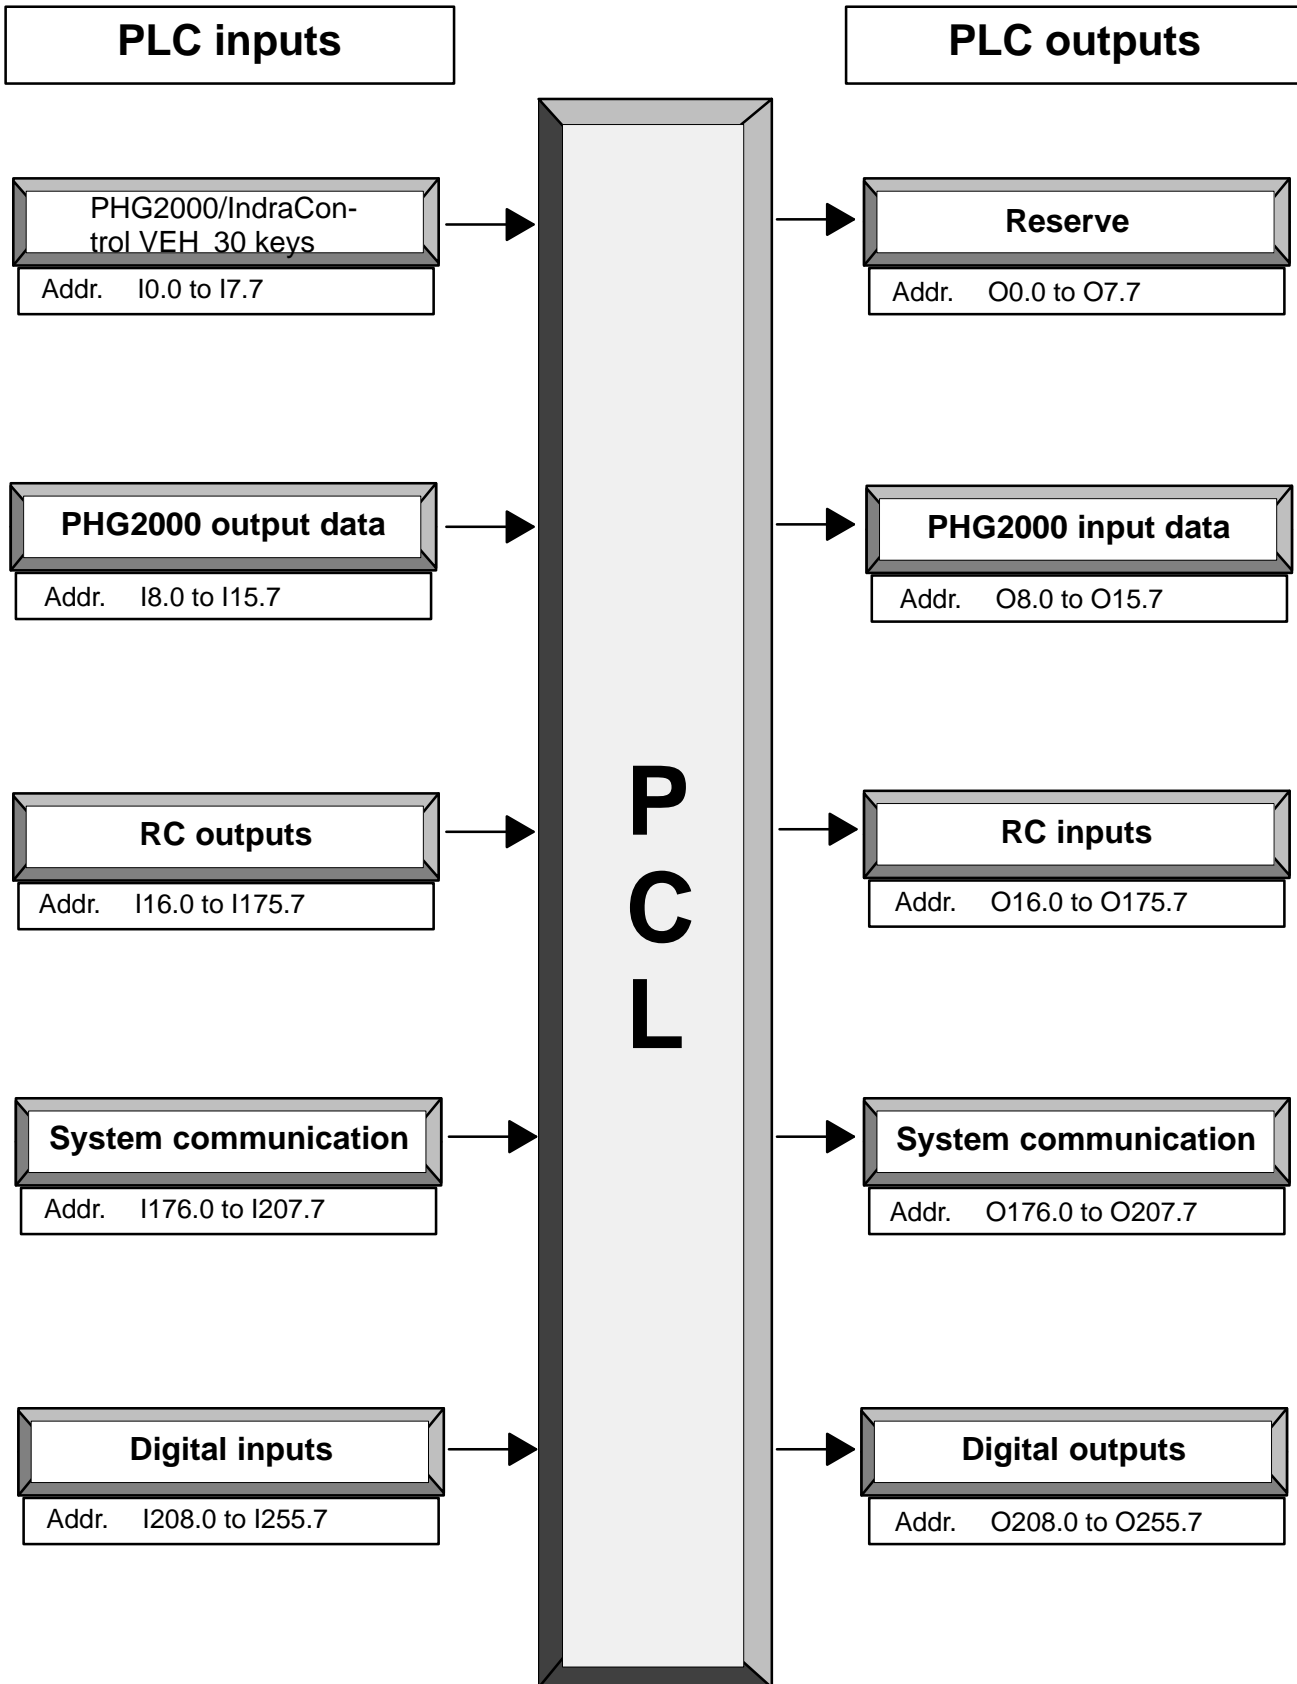 PLC inputs
PLC outputs
PHG2000/IndraCon-
trol VEH 30 keys
Addr. I0.0 to I7.7
Reserve
Addr. O0.0 to O7.7
PHG2000 output data
Addr. I8.0 to I15.7
PHG2000 input data
Addr. O8.0 to O15.7
RC outputs
Addr. I16.0 to I175.7
RC inputs
Addr. O16.0 to O175.7
P
C
L
System communication
Addr. I176.0 to I207.7
System communication
Addr. O176.0 to O207.7
Digital inputs
Addr. I208.0 to I255.7
Digital outputs
Addr. O208.0 to O255.7